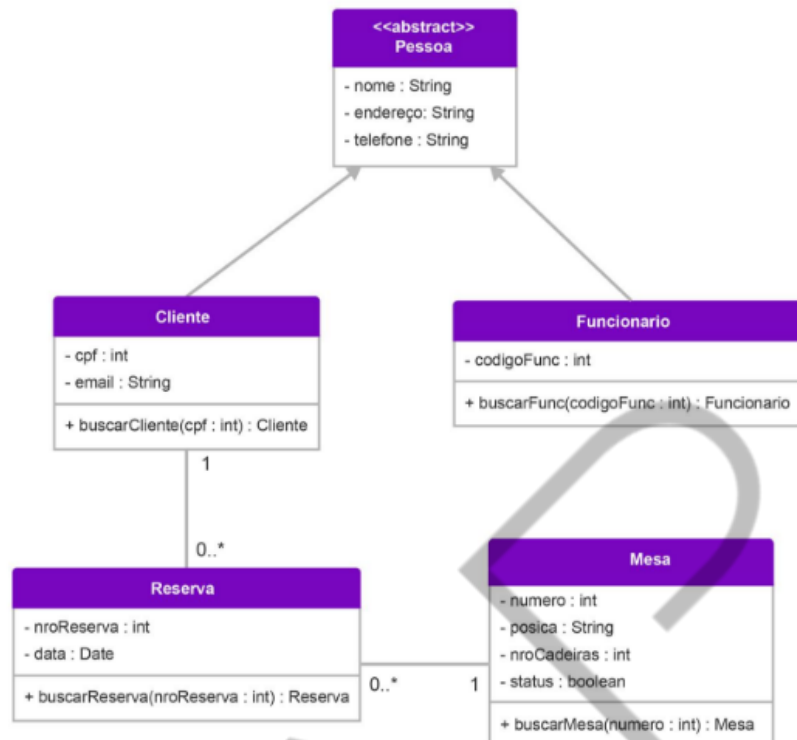 <<abstract>>
Pessoa
- nome : String
- endereço: String
- telefone : String
Cliente
- cpf : int
- email : String
+ buscarCliente(cpf : int) : Cliente
Funcionario
- codigoFunc : int
+ buscarFunc(codigoFunc : int) : Funcionario
1
0..*
Reserva
- nroReserva : int
- data : Date
+ buscarReserva(nroReserva : int) : Reserva
0..*
1
Mesa
- numero : int
- posica : String
- nroCadeiras : int
- status : boolean
+ buscarMesa(numero : int) : Mesa